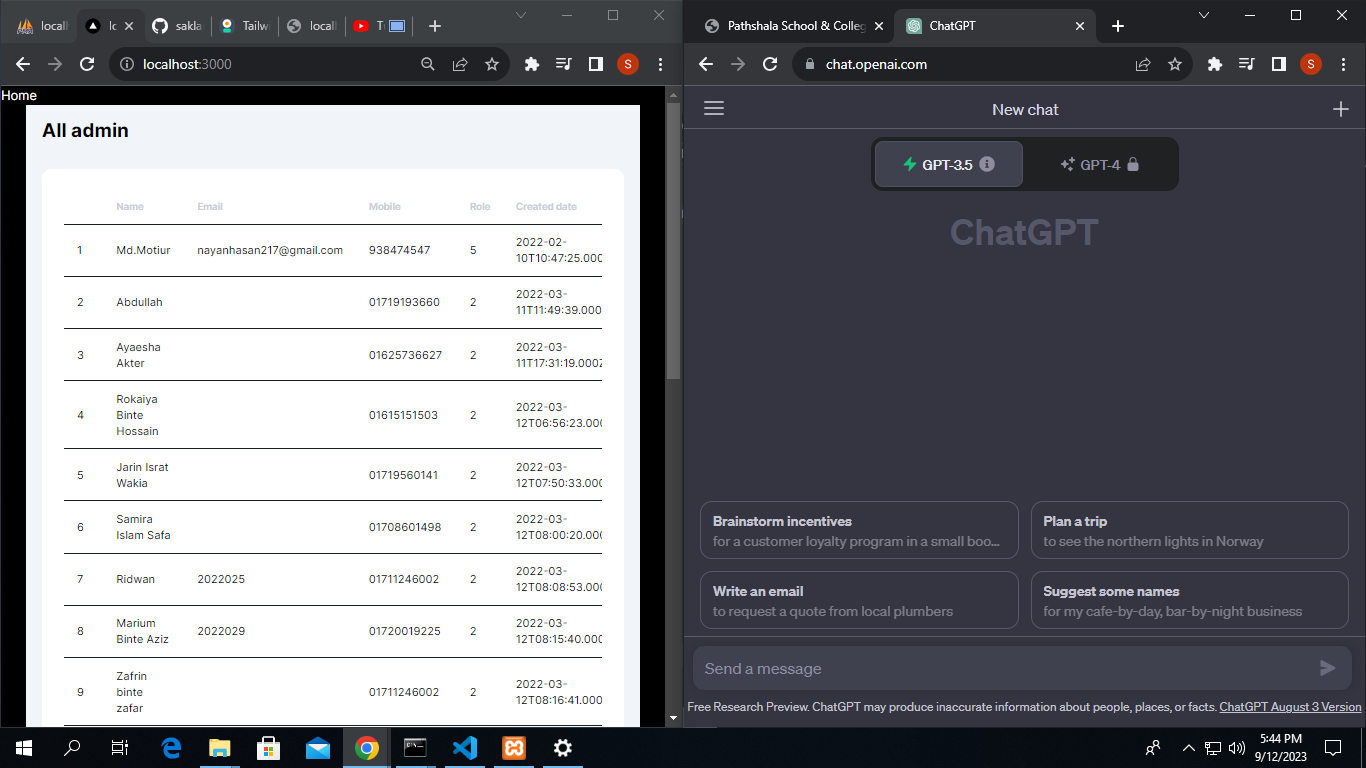 locall
lo
sakla
Tailw
locall
localhost:3000
S
Home
All admin
Name Email Mobile Role Created date
1 Md.Motiur nayanhasan217@gmail.com 938474547 5 2022-02-
10T10:47:25.000
2 Abdullah 01719193660 2 2022-03-
11T11:49:39.000
3 Ayaesha
Akter 01625736627 2 2022-03-
11T17:31:19.000Z
4 Rokaiya
Binte
Hossain 01615151503 2 2022-03-
12T06:56:23.000
5 Jarin Israt
Wakia 01719560141 2 2022-03-
12T07:50:33.000
6 Samira
Islam Safa 01708601498 2 2022-03-
12T08:00:20.000
7 Ridwan 2022025 01711246002 2 2022-03-
12T08:08:53.000
8 Marium
Binte Aziz 2022029 01720019225 2 2022-03-
12T08:15:40.000
9 Zafrin
binte
zafar 01711246002 2 2022-03-
12T08:16:41.000
Pathshala School & Colleg
ChatGPT
chat.openai.com
S
New chat
GPT-3.5
GPT-4
ChatGPT
Brainstorm incentives
for a customer loyalty program in a small boo...
Plan a trip
to see the northern lights in Norway
Write an email
to request a quote from local plumbers
Suggest some names
for my cafe-by-day, bar-by-night business
Send a message
Free Research Preview. ChatGPT may produce inaccurate information about people, places, or facts. ChatGPT August 3 Version
5:44 PM
9/12/2023